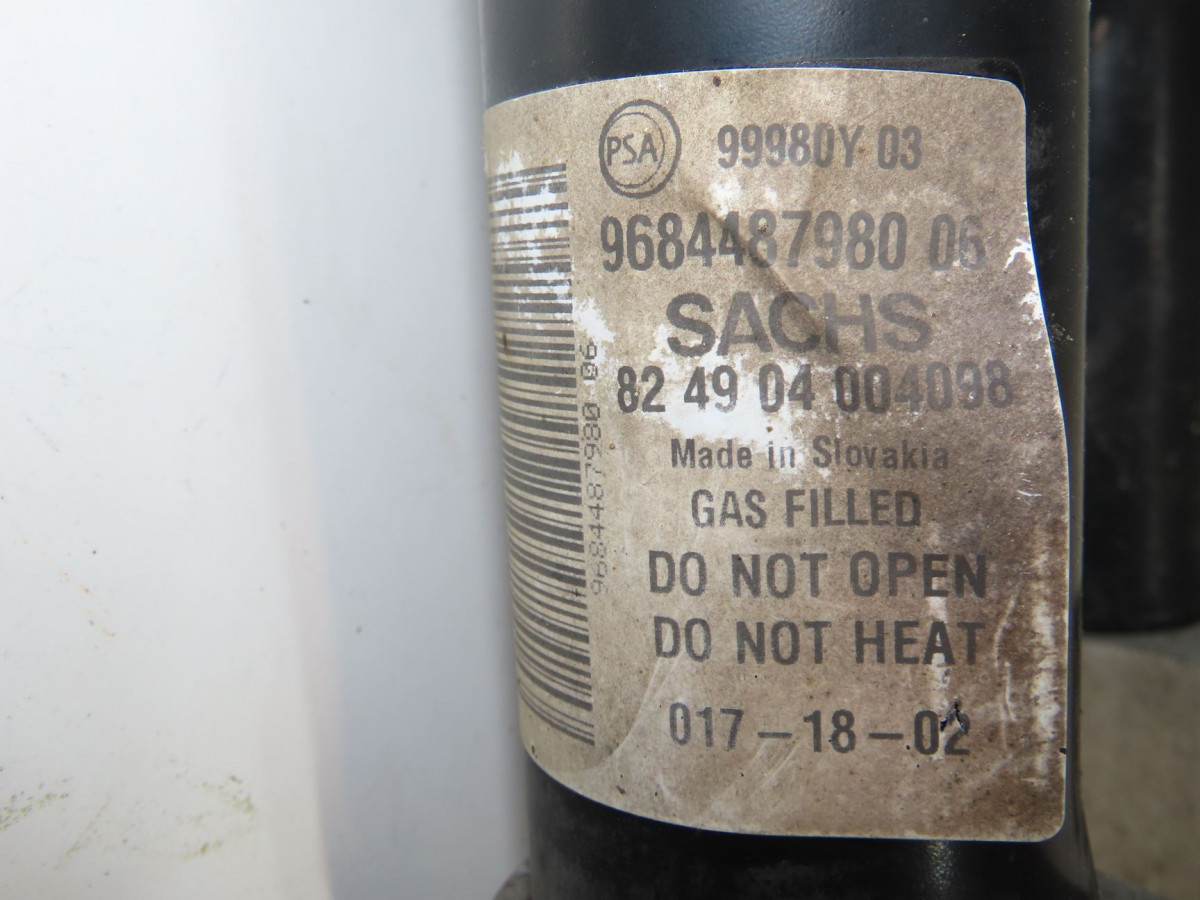 PSA 99980Y 03
9684487980 06
SACHS
82 49 04 004098
Made in Slovakia
GAS FILLED
DO NOT OPEN
DO NOT HEAT
017-18-02
9684487980 06